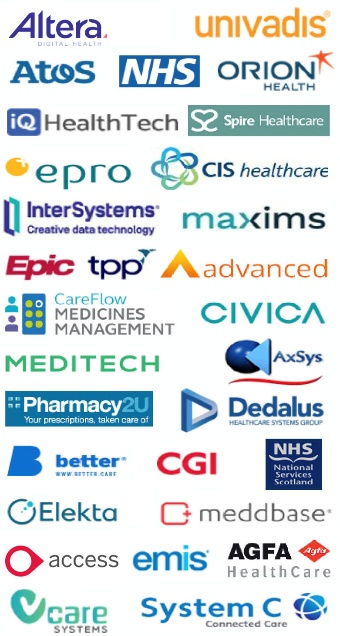 Altera
DIGITAL HEALTH
univadis®
Atos
NHS
ORION
HEALTH
iQ HealthTech
Spire Healthcare
epro
CIS healthcare
InterSystems®
Creative data technology
maxims
Epic
tpp
advanced
CareFlow
MEDICINES
MANAGEMENT
CIVICA
MEDITECH
AxSys
Pharmacy2U
Your prescriptions, taken care of
Dedalus
HEALTHCARE SYSTEMS GROUP
better®
WWW.BETTER.CARE
CGI
NHS
National
Services
Scotland
Elekta
meddbase®
access
emis®
AGFA
Agfa
HealthCare
Vcare
SYSTEMS
System C
Connected Care